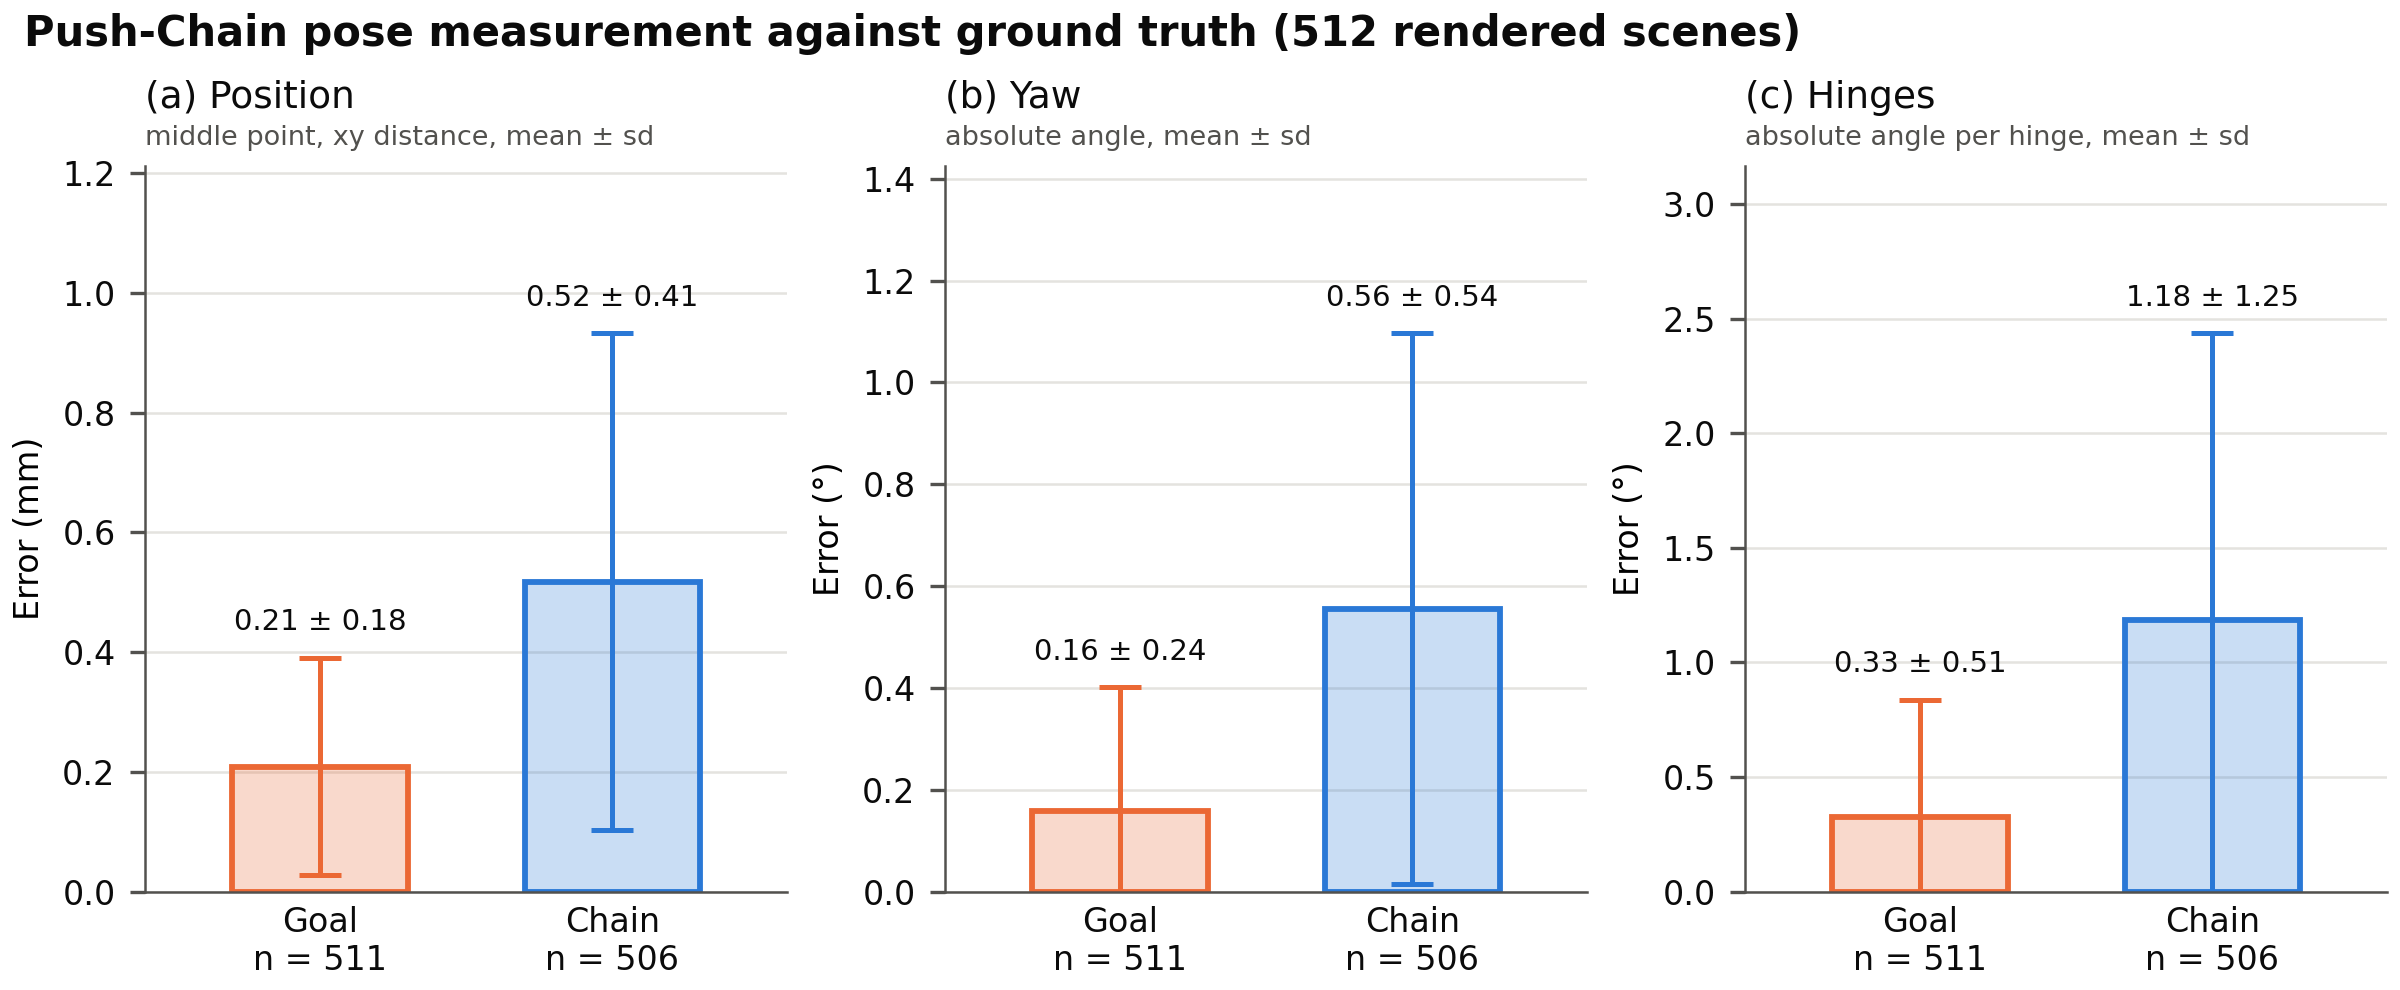 Push-Chain pose measurement against ground truth (512 rendered scenes)
(a) Position
middle point, xy distance, mean ± sd
Error (mm)
1.2
1.0
0.8
0.6
0.4
0.2
0.0
0.21 ± 0.18
0.52 ± 0.41
Goal
n = 511
Chain
n = 506
(b) Yaw
absolute angle, mean ± sd
Error (°)
1.4
1.2
1.0
0.8
0.6
0.4
0.2
0.0
0.16 ± 0.24
0.56 ± 0.54
Goal
n = 511
Chain
n = 506
(c) Hinges
absolute angle per hinge, mean ± sd
Error (°)
3.0
2.5
2.0
1.5
1.0
0.5
0.0
0.33 ± 0.51
1.18 ± 1.25
Goal
n = 511
Chain
n = 506